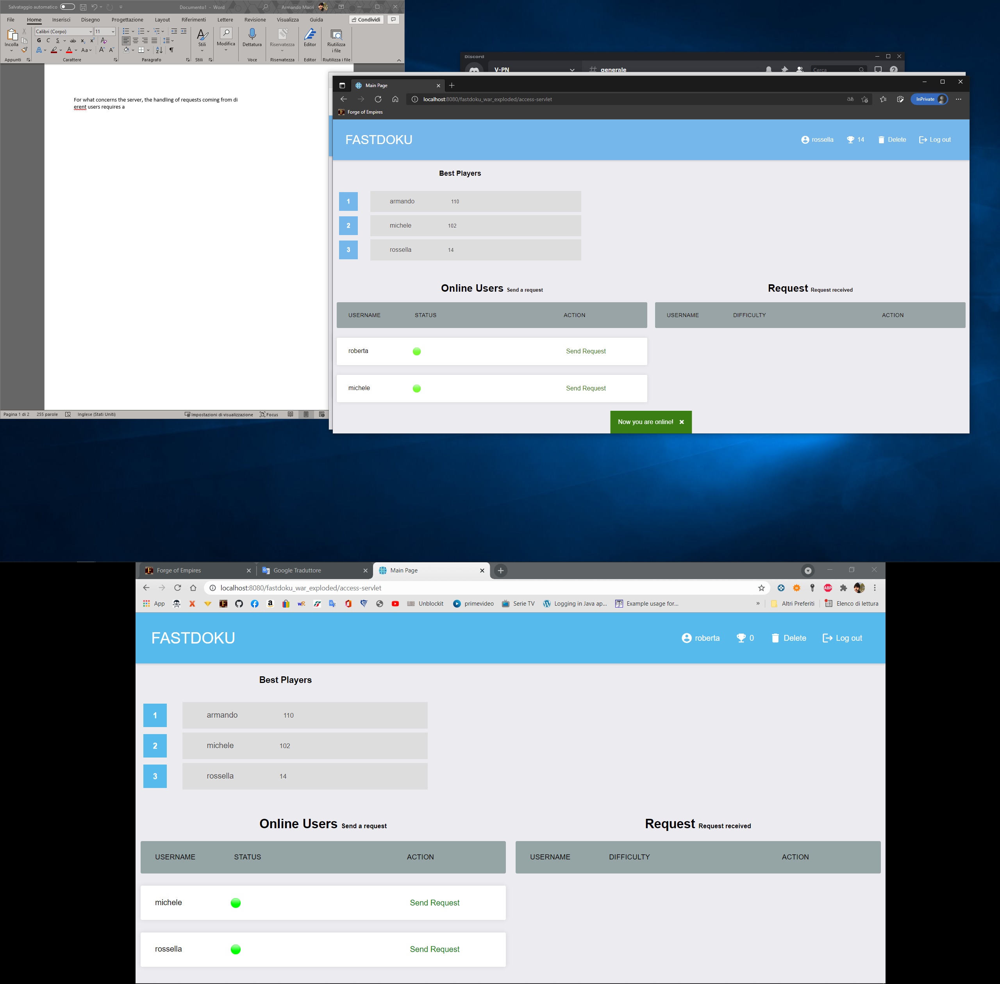 Salvataggio automatico
Documento1 - Word
Armando Macrì
File Home Inserisci Disegno Progettazione Layout Riferimenti Lettere Revisione Visualizza Guida
Condividi
Incolla
Calibri (Corpo) 11
G C S ab x₂ x²
A A Aa A A
Stili
Modifica
Dettatura
Riservatezza
Editor
Riutilizza
i file
Appunti Carattere Paragrafo Stili Voce Riservatezza Editor Riutilizza i file
For what concerns the server, the handling of requests coming from di
erent users requires a
Pagina 1 di 2 255 parole Inglese (Stati Uniti) Impostazioni di visualizzazione Focus
Discord
V-PN
generale
Cerca
Main Page
localhost:8080/fastdoku_war_exploded/access-servlet
InPrivate
Forge of Empires
FASTDOKU
rossella 14 Delete Log out
Best Players
1 armando 110
2 michele 102
3 rossella 14
Online Users Send a request
USERNAME STATUS ACTION
roberta Send Request
michele Send Request
Request Request received
USERNAME DIFFICULTY ACTION
Now you are online!
Forge of Empires
Google Traduttore
Main Page
localhost:8080/fastdoku_war_exploded/access-servlet
ABP
App
Unblockit
primevideo
Serie TV
Logging in Java ap...
Example usage for...
»
Altri Preferiti
Elenco di lettura
FASTDOKU
roberta 0 Delete Log out
Best Players
1 armando 110
2 michele 102
3 rossella 14
Online Users Send a request
USERNAME STATUS ACTION
michele Send Request
rossella Send Request
Request Request received
USERNAME DIFFICULTY ACTION